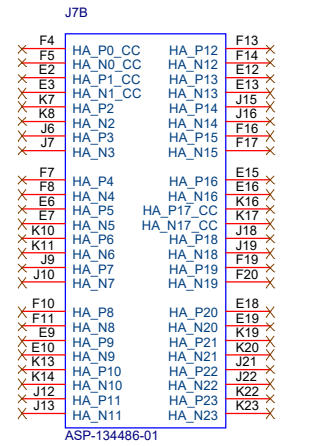 J7B
F4 HA_P0_CC HA_P12 F13
F5 HA_N0_CC HA_N12 F14
E2 HA_P1_CC HA_P13 E12
E3 HA_N1_CC HA_N13 E13
K7 HA_P2 HA_P14 J15
K8 HA_N2 HA_N14 J16
J6 HA_P3 HA_P15 F16
J7 HA_N3 HA_N15 F17
F7 HA_P4 HA_P16 E15
F8 HA_N4 HA_N16 E16
E6 HA_P5 HA_P17_CC K16
E7 HA_N5 HA_N17_CC K17
K10 HA_P6 HA_P18 J18
K11 HA_N6 HA_N18 J19
J9 HA_P7 HA_P19 F19
J10 HA_N7 HA_N19 F20
F10 HA_P8 HA_P20 E18
F11 HA_N8 HA_N20 E19
E9 HA_P9 HA_P21 K19
E10 HA_N9 HA_N21 K20
K13 HA_P10 HA_P22 J21
K14 HA_N10 HA_N22 J22
J12 HA_P11 HA_P23 K22
J13 HA_N11 HA_N23 K23
ASP-134486-01